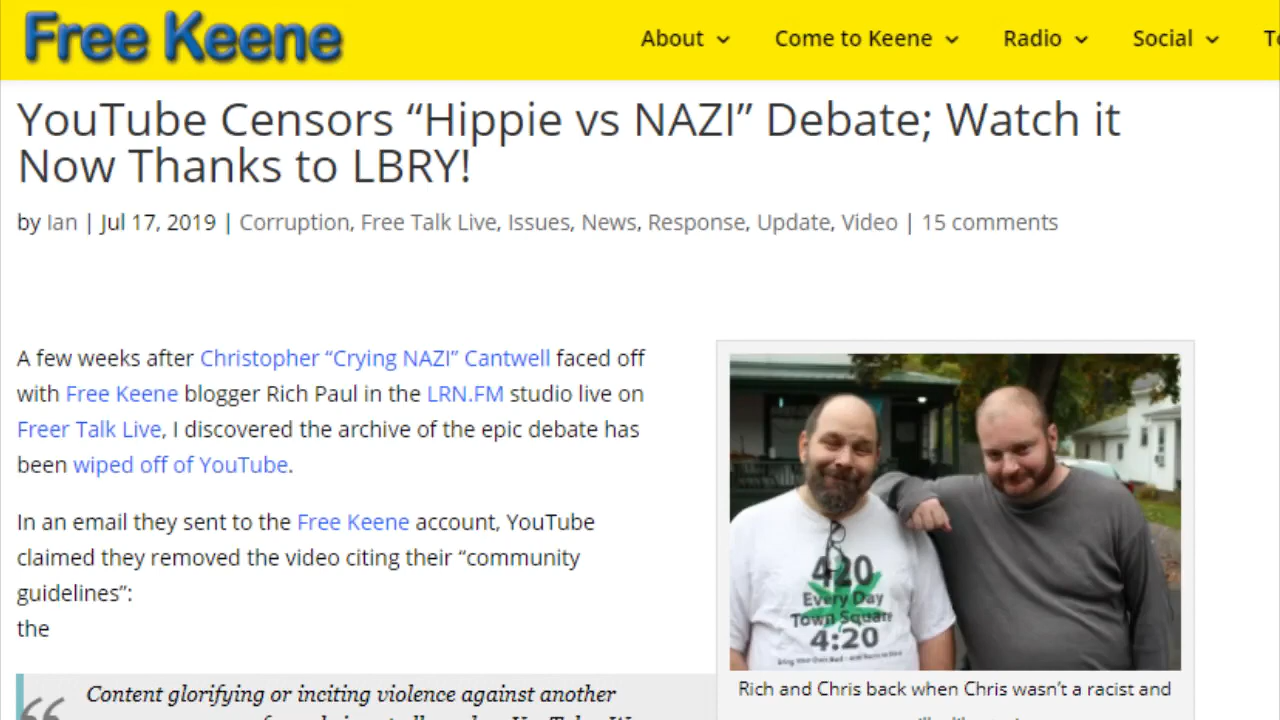 Free Keene
About
Come to Keene
Radio
Social
YouTube Censors “Hippie vs NAZI” Debate; Watch it
Now Thanks to LBRY!
by Ian | Jul 17, 2019 | Corruption, Free Talk Live, Issues, News, Response, Update, Video | 15 comments
A few weeks after Christopher “Crying NAZI” Cantwell faced off
with Free Keene blogger Rich Paul in the LRN.FM studio live on
Freer Talk Live, I discovered the archive of the epic debate has
been wiped off of YouTube.
In an email they sent to the Free Keene account, YouTube
claimed they removed the video citing their “community
guidelines”:
the
“ Content glorifying or inciting violence against another
420
Every Day
Town Square
4:20
Rich and Chris back when Chris wasn’t a racist and